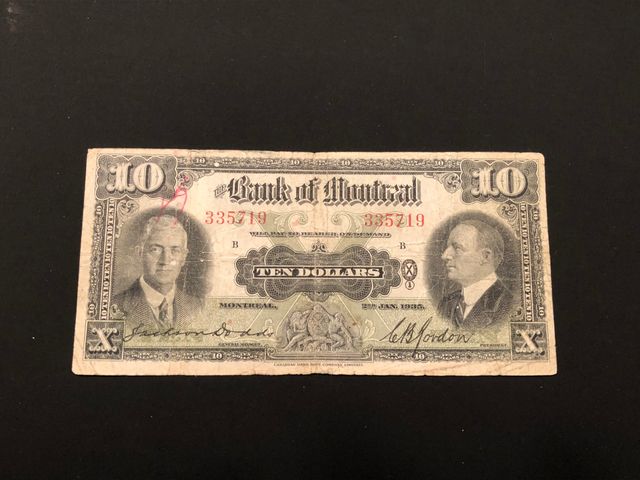 10 THE Bank of Montreal 10
335719 335719
WILL PAY TO BEARER ON DEMAND
B B
TEN DOLLARS
MONTREAL, 2ND JAN. 1935.
Jackson Dodds C B Gordon
GENERAL MANAGER PRESIDENT
X X
CANADIAN BANK NOTE COMPANY, LIMITED